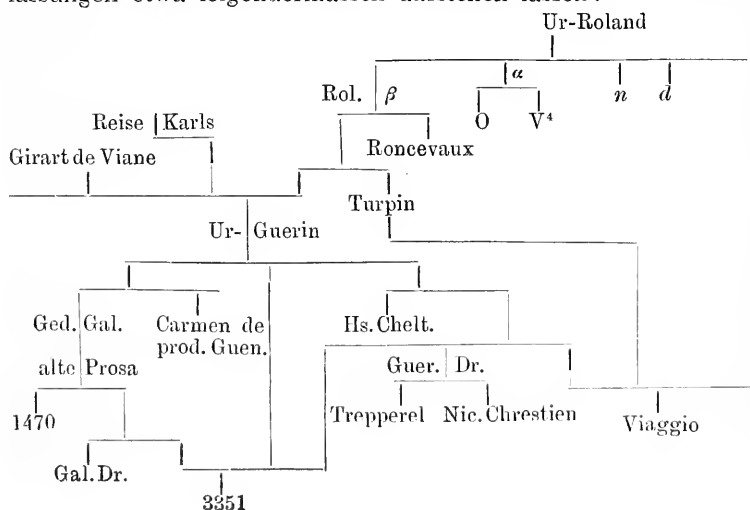 lassungen etwa folgendermassen darstellen lassen:
Ur-Roland
α
Rol. β n d
Reise Karls O V⁴
Girart de Viane Roncevaux
Turpin
Ur- Guerin
Ged. Gal. Carmen de Hs. Chelt.
prod. Guen.
alte Prosa Guer. Dr.
1470 Trepperel Nic. Chrestien Viaggio
Gal. Dr.
3351